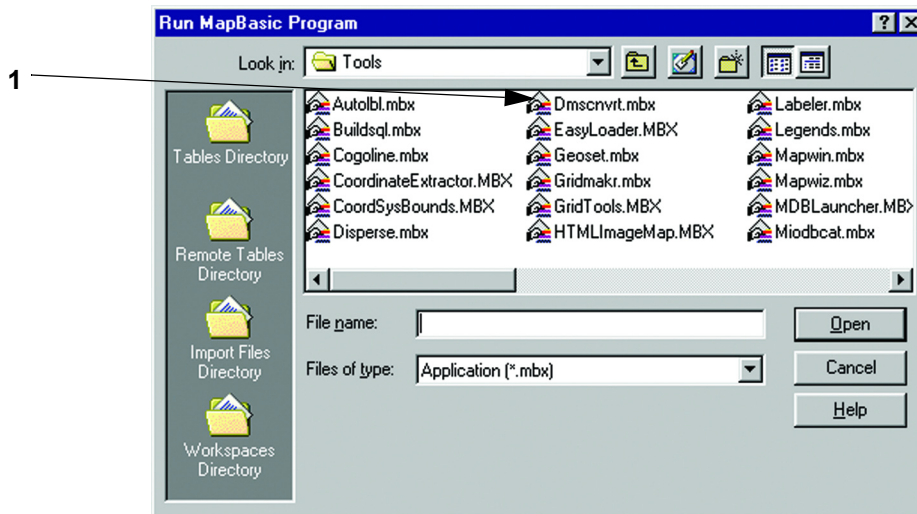 Run MapBasic Program
Look in: Tools
1
Autolbl.mbx
Buildsql.mbx
Cogoline.mbx
CoordinateExtractor.MBX
CoordSysBounds.MBX
Disperse.mbx
Dmscnvrt.mbx
EasyLoader.MBX
Geoset.mbx
Gridmakr.mbx
GridTools.MBX
HTMLImageMap.MBX
Labeler.mbx
Legends.mbx
Mapwin.mbx
Mapwiz.mbx
MDBLauncher.MBX
Miodbcat.mbx
Tables Directory
Remote Tables
Directory
Import Files
Directory
Workspaces
Directory
File name:
Open
Files of type: Application (*.mbx)
Cancel
Help